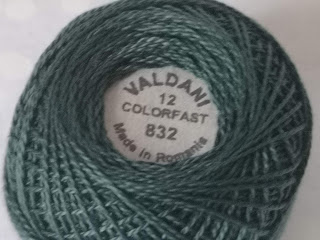 VALDANI
12
COLORFAST
832
Made in Romania